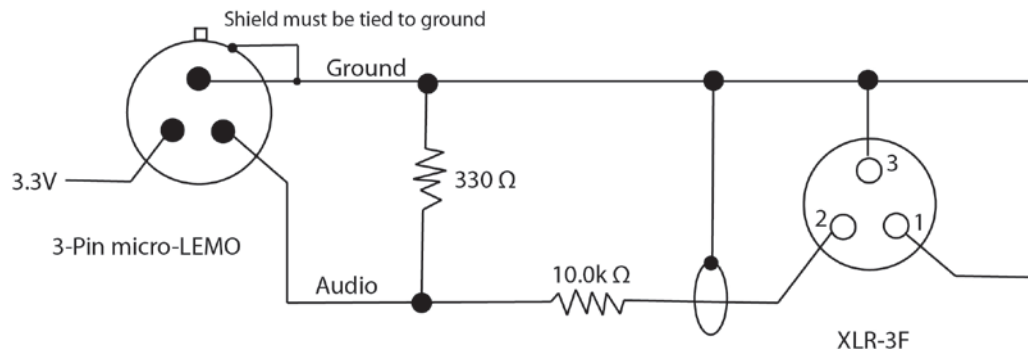 Shield must be tied to ground
Ground
3.3V
330 Ω
3
2
1
3-Pin micro-LEMO
10.0k Ω
Audio
XLR-3F